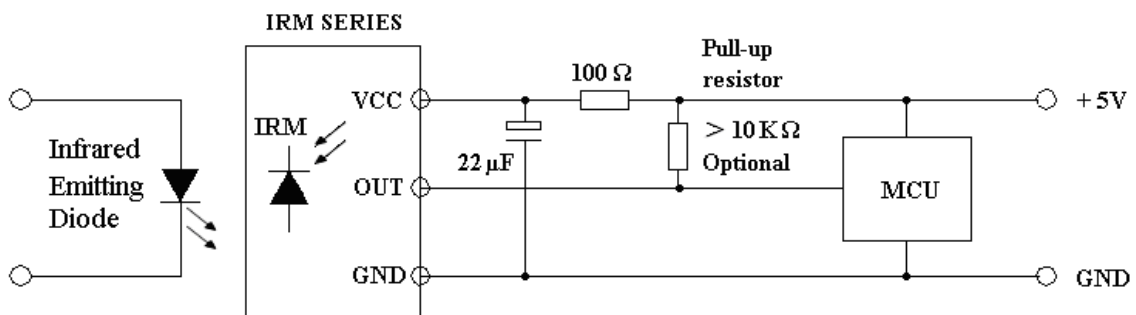 IRM SERIES
Pull-up
resistor
100 Ω
VCC
+ 5V
IRM
> 10 K Ω
Optional
Infrared
Emitting
Diode
22 µF
OUT
MCU
GND
GND